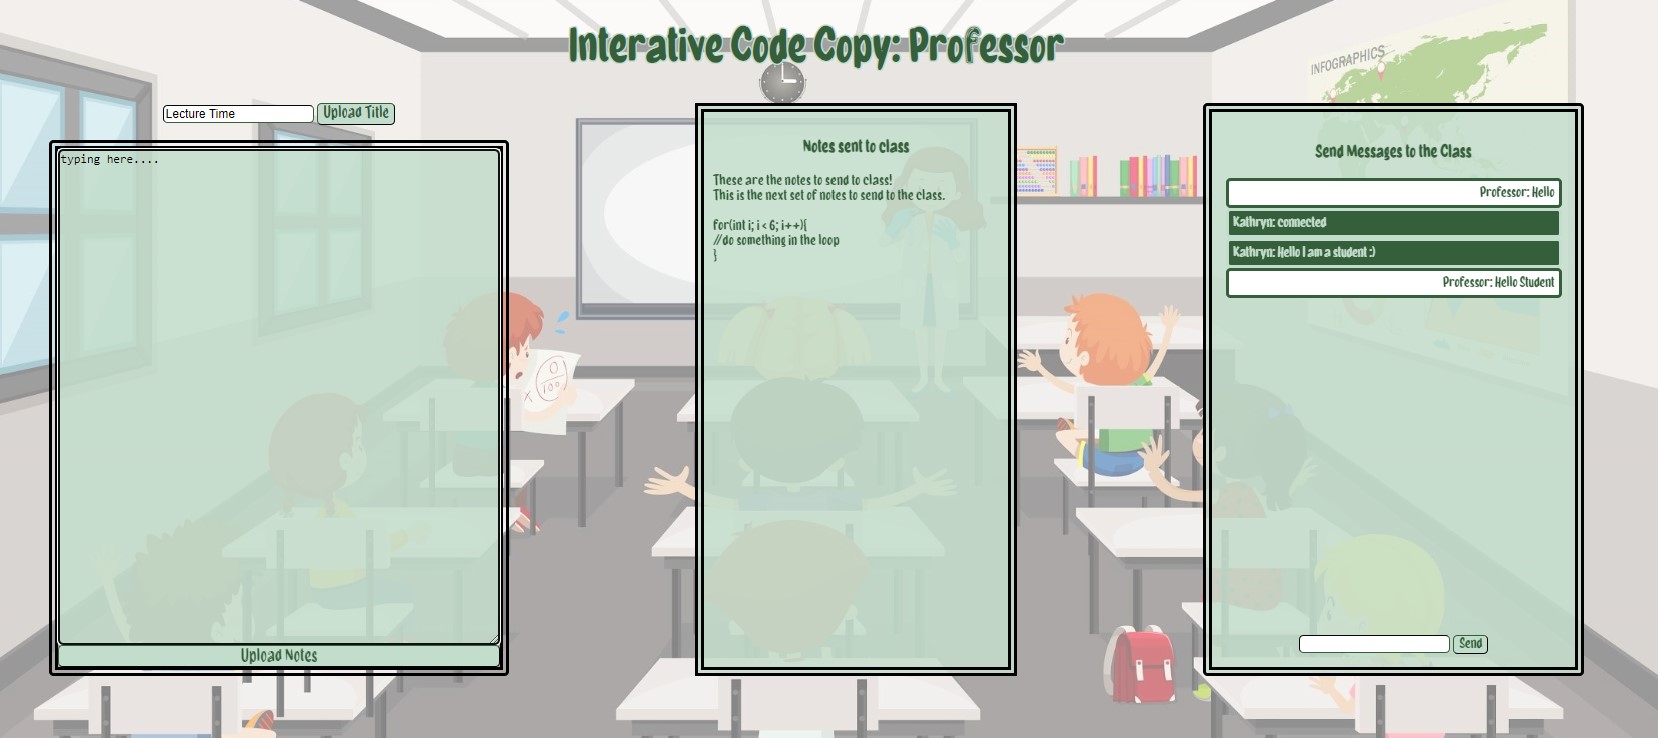 Interative Code Copy: Professor
INFOGRAPHICS
Lecture Time
Upload Title
typing here....
Upload Notes
Notes sent to class
These are the notes to send to class!
This is the next set of notes to send to the class.
for(int i; i < 6; i++){
//do something in the loop
}
0
100
X
Send Messages to the Class
Professor: Hello
Kathryn: connected
Kathryn: Hello I am a student :)
Professor: Hello Student
Send